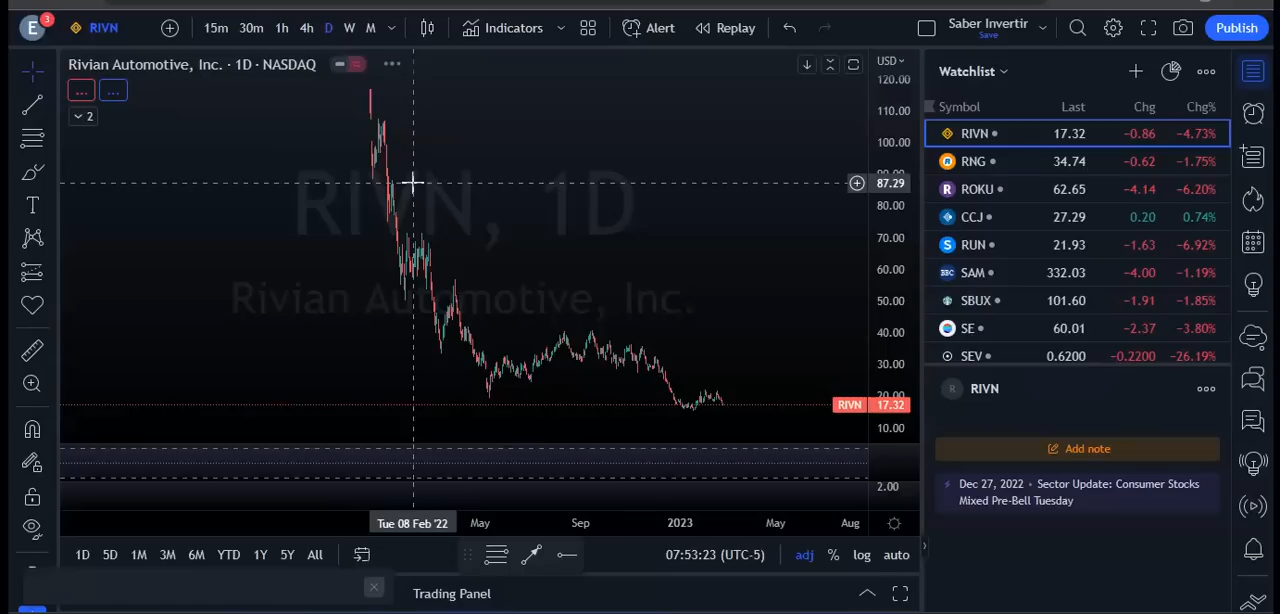 E 3 RIVN 15m 30m 1h 4h D W M Indicators Alert Replay Saber Invertir Save Publish
Rivian Automotive, Inc. · 1D · NASDAQ
... ...
2
RIVN, 1D
Rivian Automotive, Inc.
USD
120.00
110.00
100.00
90.00
87.29
80.00
70.00
60.00
50.00
40.00
30.00
20.00
RIVN 17.32
10.00
2.00
Tue 08 Feb '22 May Sep 2023 May Aug
1D 5D 1M 3M 6M YTD 1Y 5Y All 07:53:23 (UTC-5) adj % log auto
Trading Panel
Watchlist
Symbol Last Chg Chg%
RIVN 17.32 −0.86 −4.73%
RNG 34.74 −0.62 −1.75%
R ROKU 62.65 −4.14 −6.20%
CCJ 27.29 0.20 0.74%
S RUN 21.93 −1.63 −6.92%
BBC SAM 332.03 −4.00 −1.19%
SBUX 101.60 −1.91 −1.85%
SE 60.01 −2.37 −3.80%
SEV 0.6200 −0.2200 −26.19%
R RIVN
Add note
Dec 27, 2022 • Sector Update: Consumer Stocks
Mixed Pre-Bell Tuesday